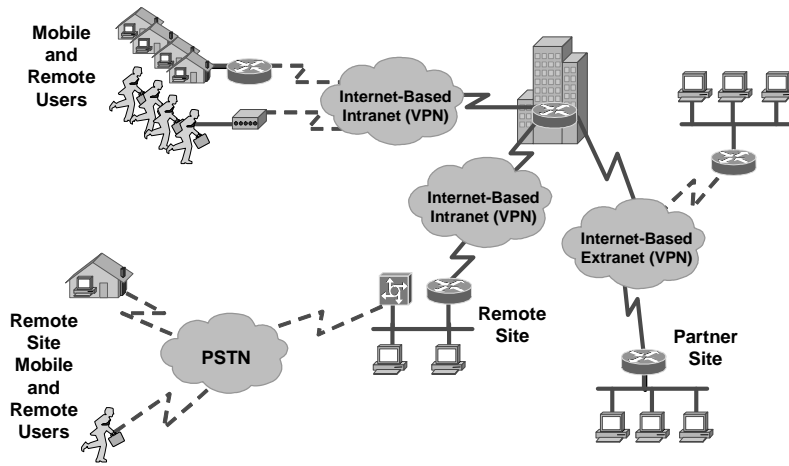 Mobile
and
Remote
Users
Internet-Based
Intranet (VPN)
Internet-Based
Intranet (VPN)
Internet-Based
Extranet (VPN)
Remote
Site
Mobile
and
Remote
Users
PSTN
Remote
Site
Partner
Site